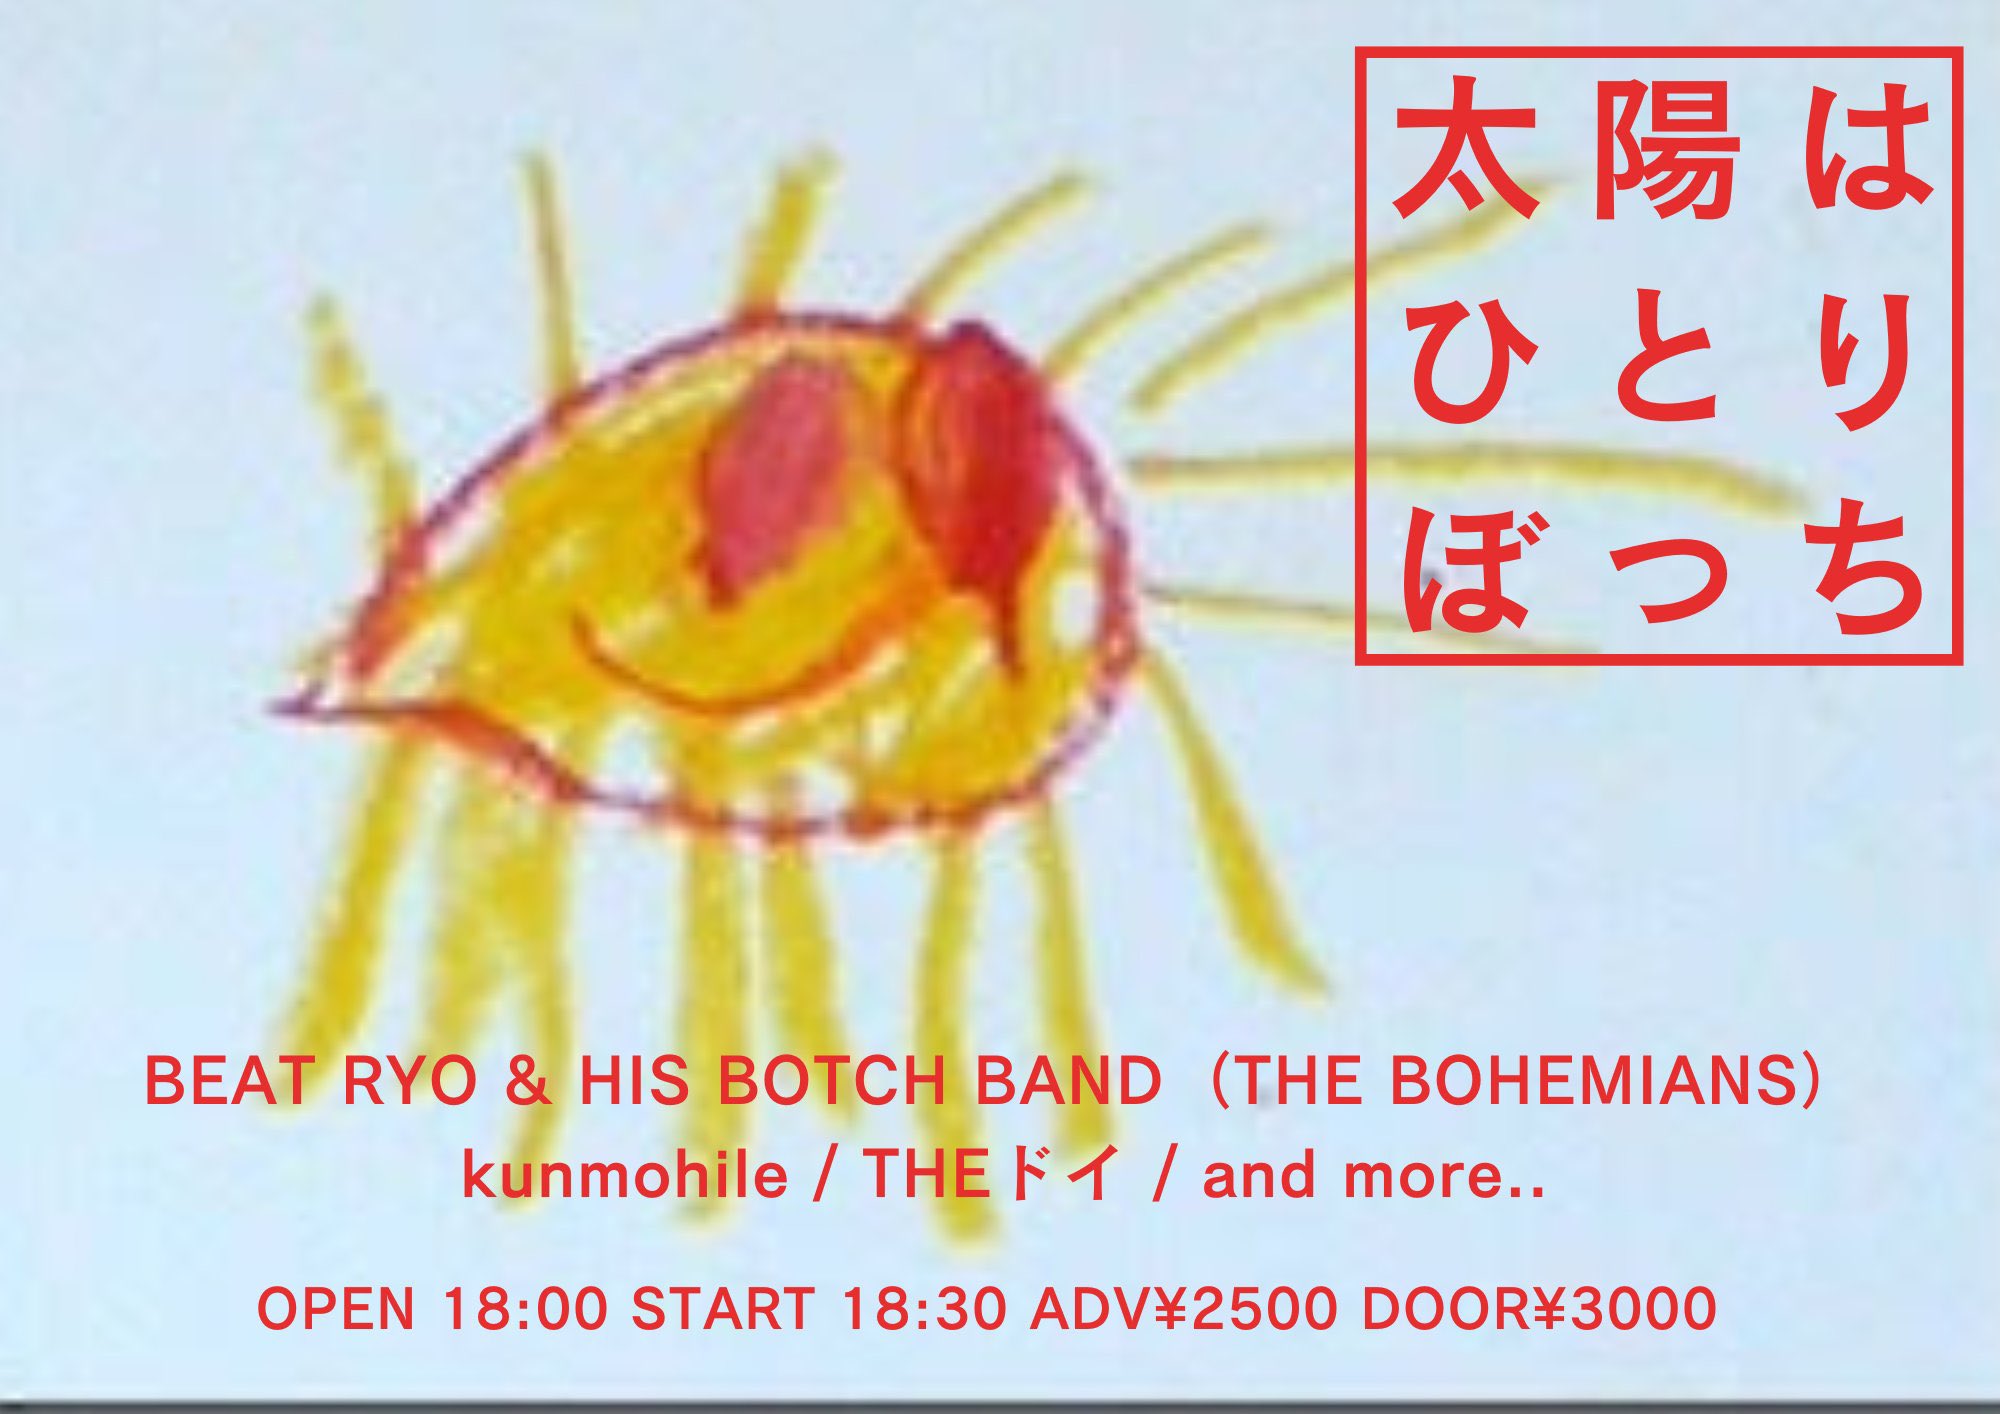 太陽は
ひとり
ぼっち
BEAT RYO & HIS BOTCH BAND（THE BOHEMIANS）
kunmohile / THEドイ / and more..
OPEN 18:00 START 18:30 ADV¥2500 DOOR¥3000